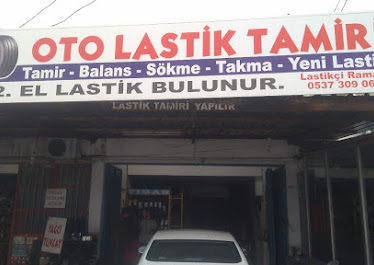 OTO LASTİK TAMİR
Tamir - Balans - Sökme - Takma - Yeni Lasti
2. EL LASTİK BULUNUR.
Lastikçi Rama
0537 309 06
LASTİK TAMİRİ YAPILIR